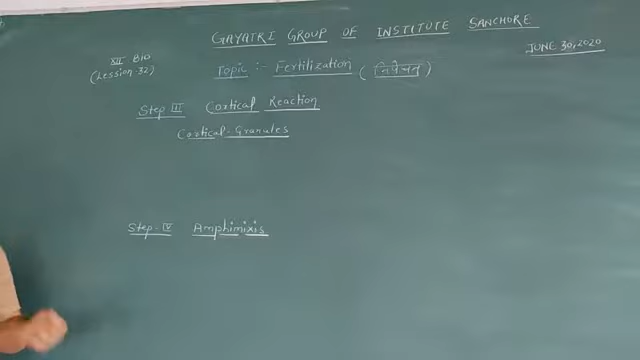 GAYATRI GROUP OF INSTITUTE SANCHORE
JUNE 30, 2020
XII BIO
(Lession-32)
Topic :- Fertilization (निषेचन)
Step III Cortical Reaction
Cortical-Granules
Step-IV Amphimixis